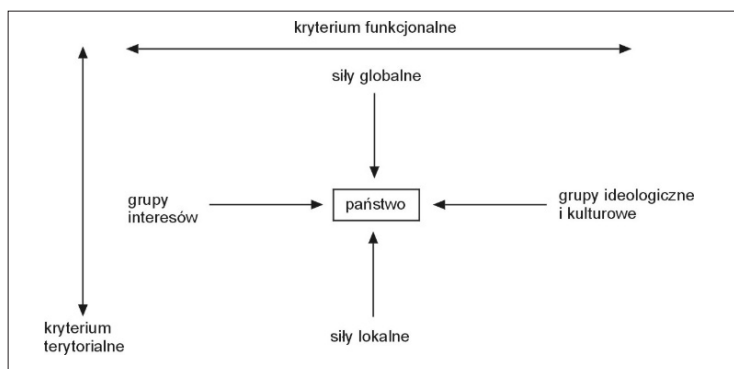 kryterium funkcjonalne
siły globalne
grupy
interesów
państwo
grupy ideologiczne
i kulturowe
kryterium
terytorialne
siły lokalne